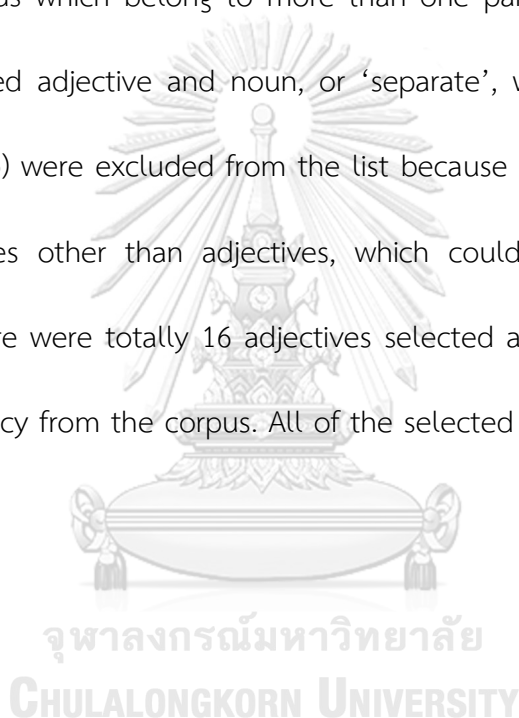 which belong to more than one
ed adjective and noun, or ‘separate’,
) were excluded from the list because
es other than adjectives, which could
re were totally 16 adjectives selected a
cy from the corpus. All of the selected
จุฬาลงกรณ์มหาวิทยาลัย
CHULALONGKORN UNIVERSITY